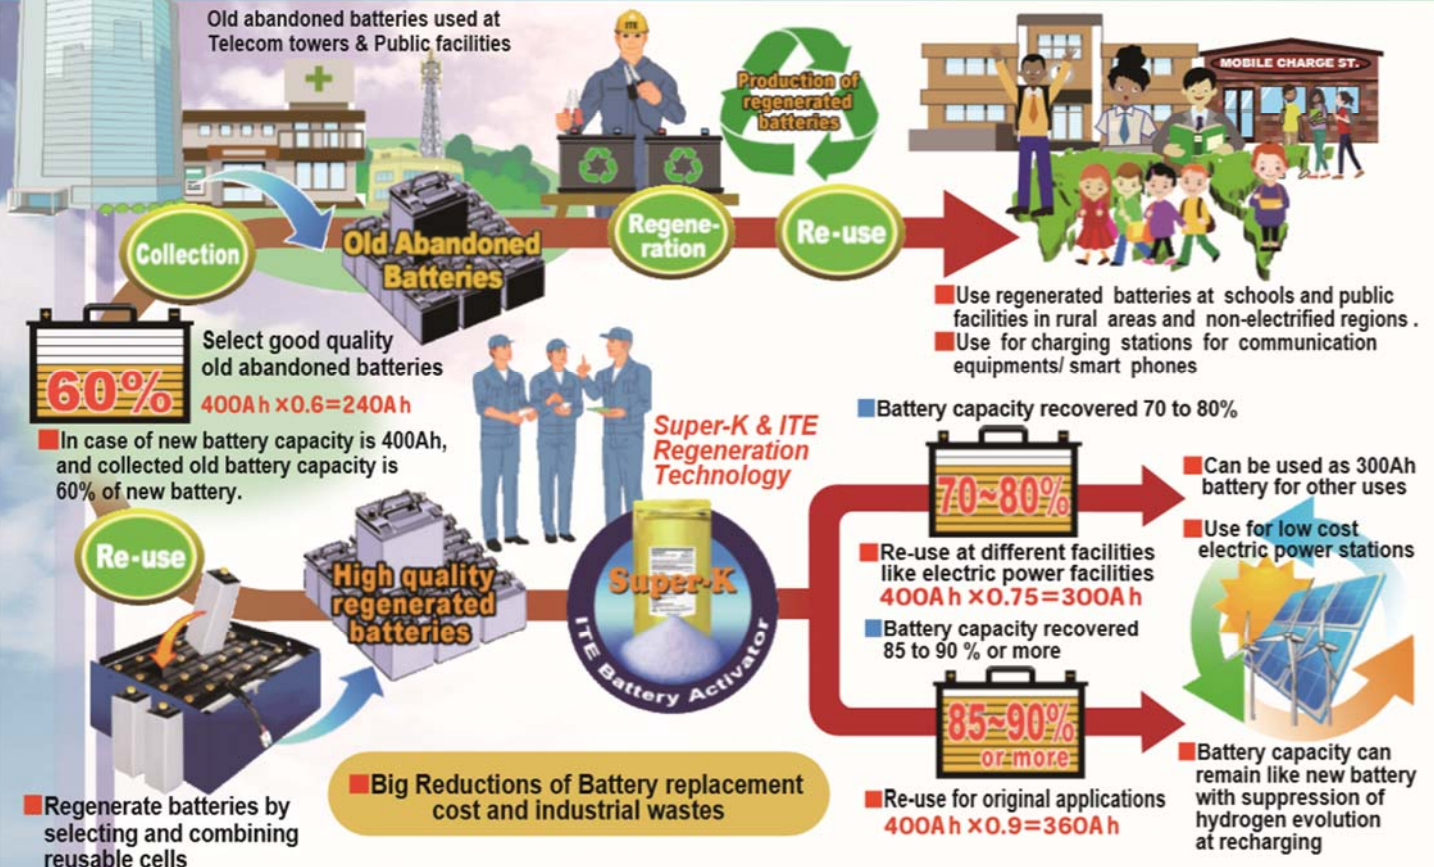 Old abandoned batteries used at
Telecom towers & Public facilities
ITE
Production of
regenerated
batteries
MOBILE CHARGE ST.
Collection
Old Abandoned
Batteries
Regene-
ration
Re-use
■Use regenerated batteries at schools and public
facilities in rural areas and non-electrified regions .
■Use for charging stations for communication
equipments/ smart phones
60%
Select good quality
old abandoned batteries
400Ah×0.6=240Ah
■In case of new battery capacity is 400Ah,
and collected old battery capacity is
60% of new battery.
Super-K & ITE
Regeneration
Technology
■Battery capacity recovered 70 to 80%
70~80%
■Can be used as 300Ah
battery for other uses
■Use for low cost
electric power stations
■Re-use at different facilities
like electric power facilities
400Ah×0.75=300Ah
Re-use
High quality
regenerated
batteries
Super-K
ITE Battery Activator
■Battery capacity recovered
85 to 90 % or more
85~90%
or more
■Re-use for original applications
400Ah×0.9=360Ah
■Battery capacity can
remain like new battery
with suppression of
hydrogen evolution
at recharging
■Big Reductions of Battery replacement
cost and industrial wastes
■Regenerate batteries by
selecting and combining
reusable cells